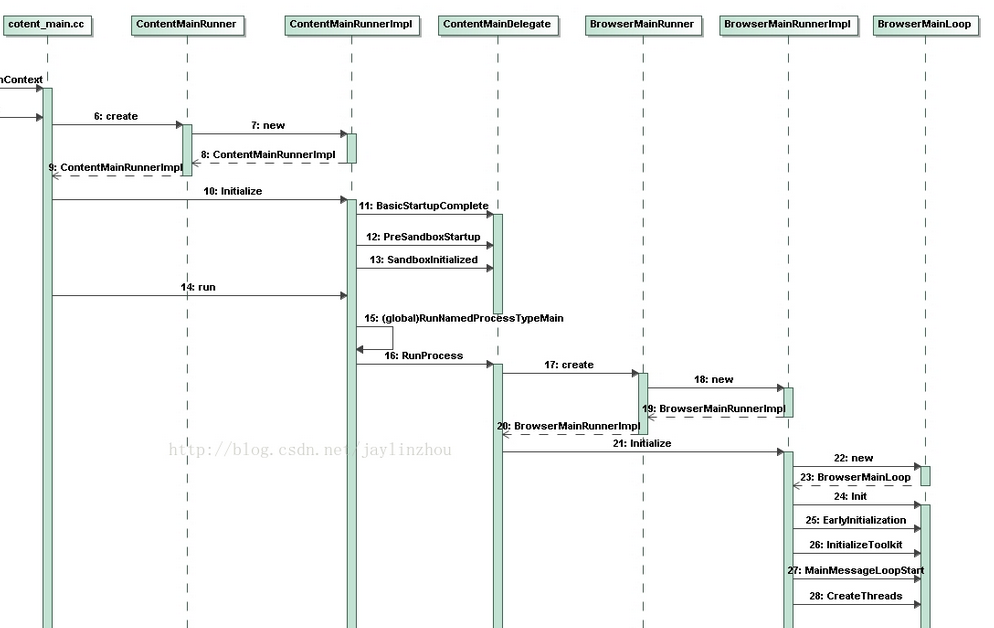 cotent_main.cc
ContentMainRunner
ContentMainRunnerImpl
ContentMainDelegate
BrowserMainRunner
BrowserMainRunnerImpl
BrowserMainLoop
nContext
6: create
7: new
8: ContentMainRunnerImpl
9: ContentMainRunnerImpl
10: Initialize
11: BasicStartupComplete
12: PreSandboxStartup
13: SandboxInitialized
14: run
15: (global)RunNamedProcessTypeMain
16: RunProcess
17: create
18: new
19: BrowserMainRunnerImpl
20: BrowserMainRunnerImpl
21: Initialize
http://blog.csdn.net/jaylinzhou
22: new
23: BrowserMainLoop
24: Init
25: EarlyInitialization
26: InitializeToolkit
27: MainMessageLoopStart
28: CreateThreads